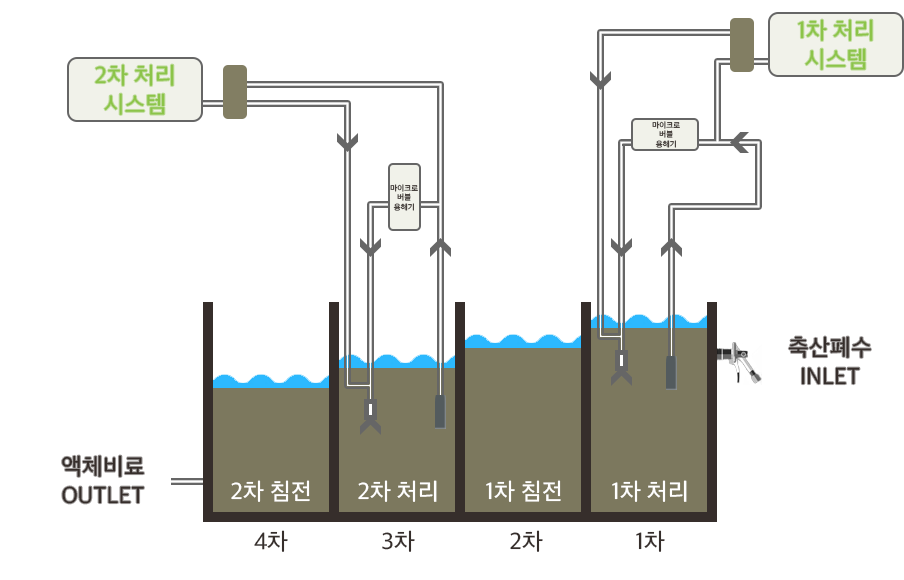 1차 처리
시스템
2차 처리
시스템
마이크로
버블
용해기
마이크로
버블
용해기
축산폐수
INLET
액체비료
OUTLET
2차 침전
2차 처리
1차 침전
1차 처리
4차
3차
2차
1차